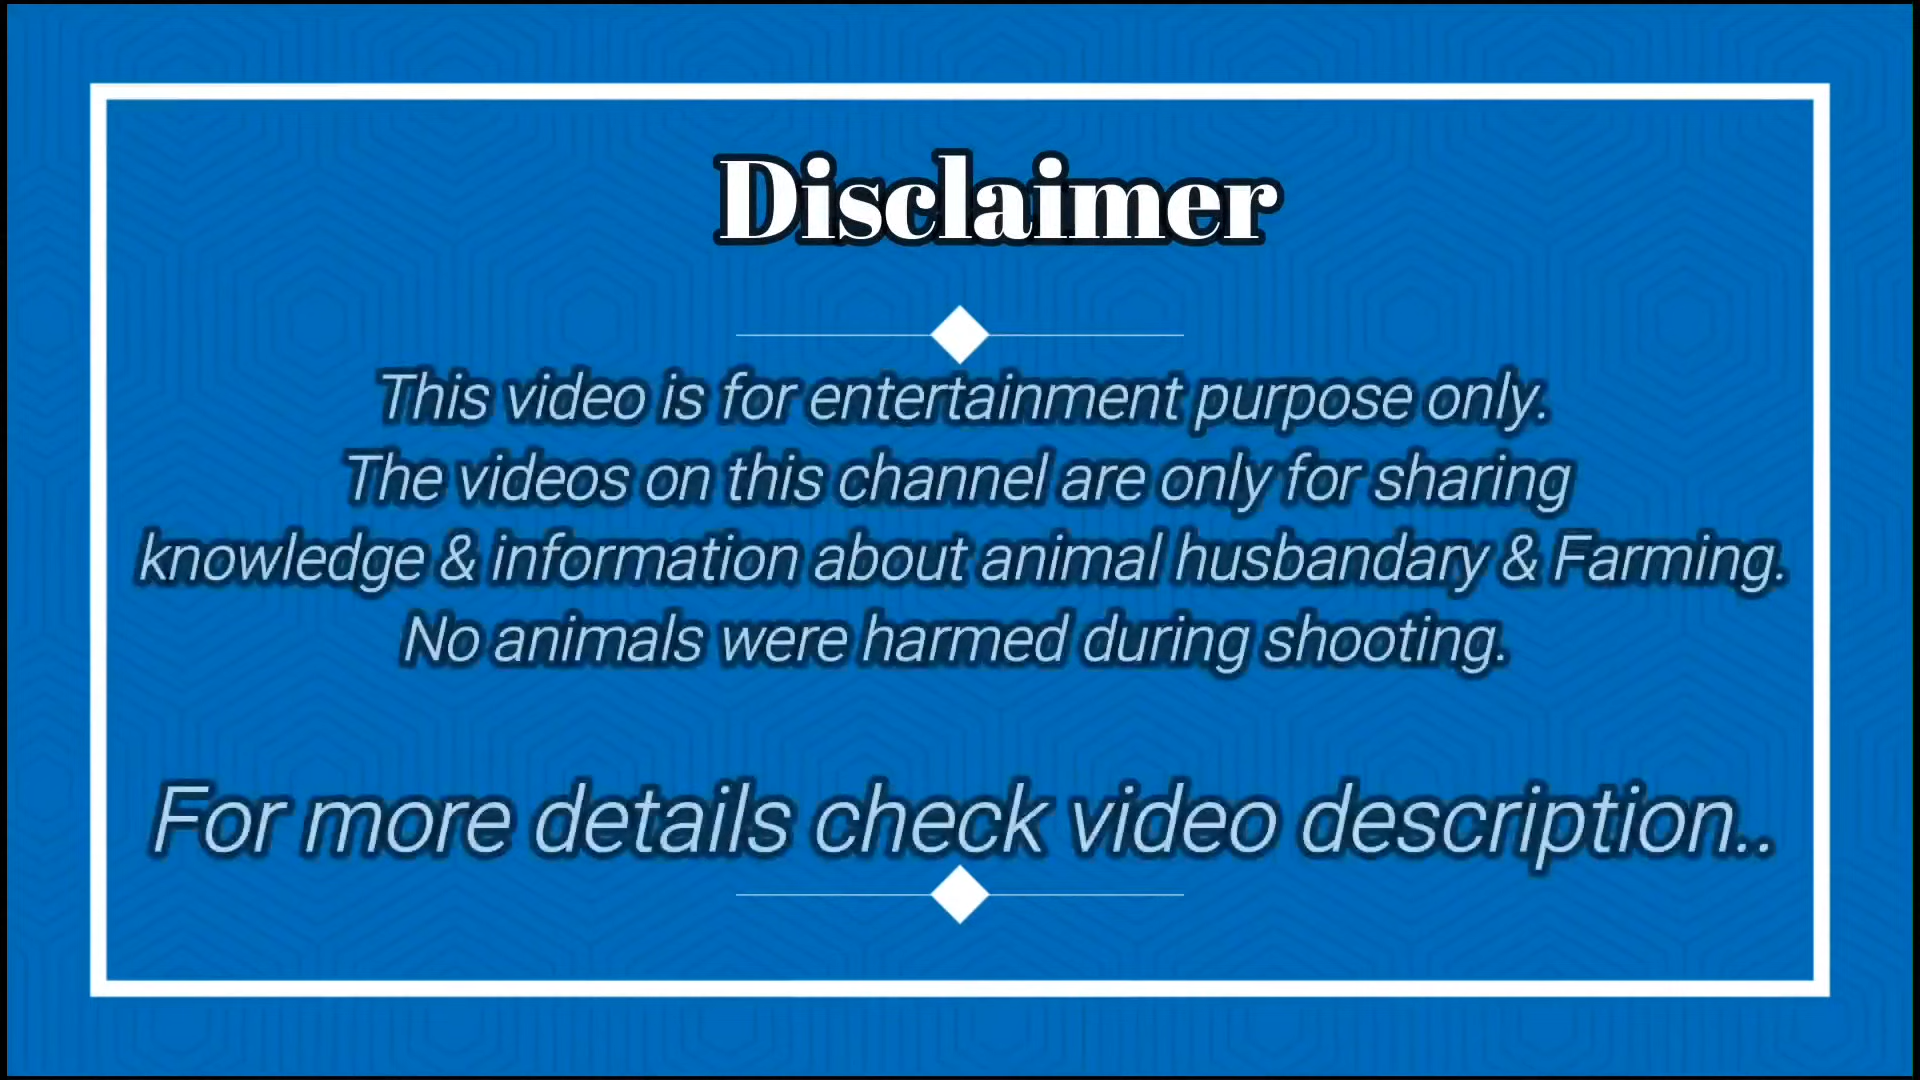 Disclaimer
This video is for entertainment purpose only.
The videos on this channel are only for sharing
knowledge & information about animal husbandary & Farming.
No animals were harmed during shooting.
For more details check video description..